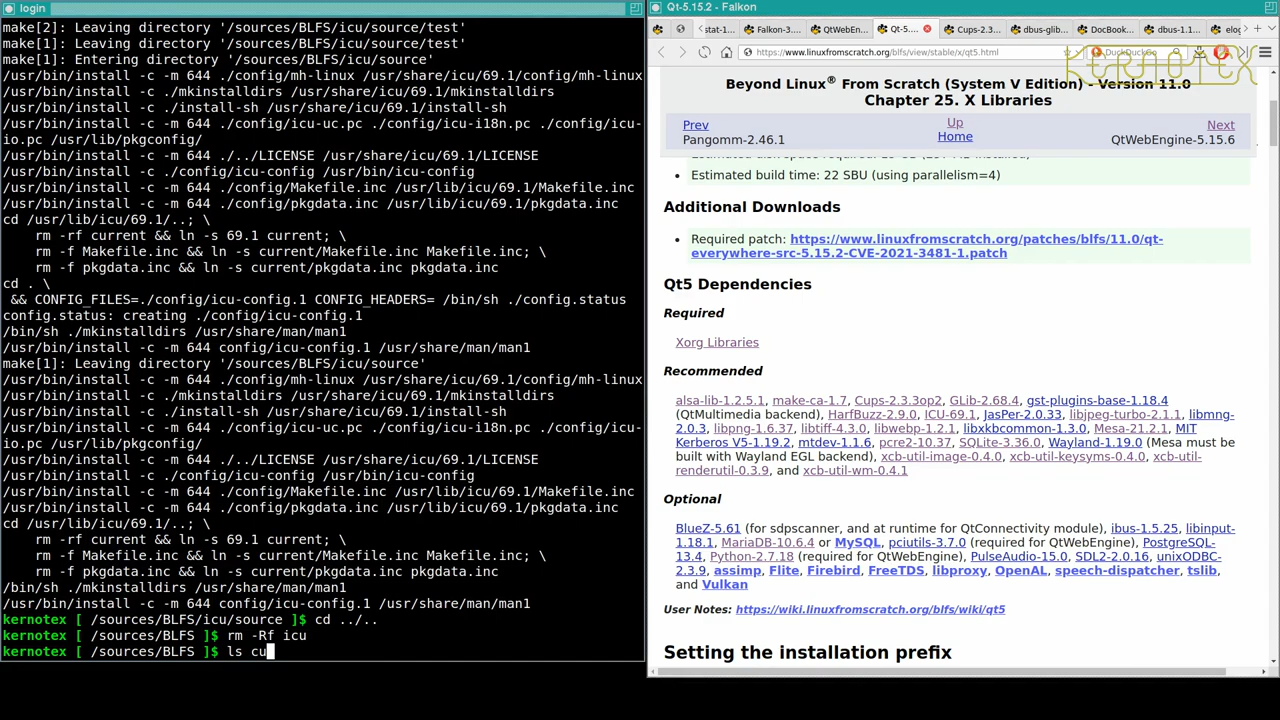 login
make[2]: Leaving directory '/sources/BLFS/icu/source/test'
make[1]: Leaving directory '/sources/BLFS/icu/source/test'
make[1]: Entering directory '/sources/BLFS/icu/source'
/usr/bin/install -c -m 644 ./config/mh-linux /usr/share/icu/69.1/config/mh-linux
/usr/bin/install -c ./mkinstalldirs /usr/share/icu/69.1/mkinstalldirs
/usr/bin/install -c ./install-sh /usr/share/icu/69.1/install-sh
/usr/bin/install -c -m 644 ./config/icu-uc.pc ./config/icu-i18n.pc ./config/icu-
io.pc /usr/lib/pkgconfig/
/usr/bin/install -c -m 644 ./../LICENSE /usr/share/icu/69.1/LICENSE
/usr/bin/install -c ./config/icu-config /usr/bin/icu-config
/usr/bin/install -c -m 644 ./config/Makefile.inc /usr/lib/icu/69.1/Makefile.inc
/usr/bin/install -c -m 644 ./config/pkgdata.inc /usr/lib/icu/69.1/pkgdata.inc
cd /usr/lib/icu/69.1/..; \
rm -rf current && ln -s 69.1 current; \
rm -f Makefile.inc && ln -s current/Makefile.inc Makefile.inc; \
rm -f pkgdata.inc && ln -s current/pkgdata.inc pkgdata.inc
cd . \
&& CONFIG_FILES=./config/icu-config.1 CONFIG_HEADERS= /bin/sh ./config.status
config.status: creating ./config/icu-config.1
/bin/sh ./mkinstalldirs /usr/share/man/man1
/usr/bin/install -c -m 644 config/icu-config.1 /usr/share/man/man1
make[1]: Leaving directory '/sources/BLFS/icu/source'
/usr/bin/install -c -m 644 ./config/mh-linux /usr/share/icu/69.1/config/mh-linux
/usr/bin/install -c ./mkinstalldirs /usr/share/icu/69.1/mkinstalldirs
/usr/bin/install -c ./install-sh /usr/share/icu/69.1/install-sh
/usr/bin/install -c -m 644 ./config/icu-uc.pc ./config/icu-i18n.pc ./config/icu-
io.pc /usr/lib/pkgconfig/
/usr/bin/install -c -m 644 ./../LICENSE /usr/share/icu/69.1/LICENSE
/usr/bin/install -c ./config/icu-config /usr/bin/icu-config
/usr/bin/install -c -m 644 ./config/Makefile.inc /usr/lib/icu/69.1/Makefile.inc
/usr/bin/install -c -m 644 ./config/pkgdata.inc /usr/lib/icu/69.1/pkgdata.inc
cd /usr/lib/icu/69.1/..; \
rm -rf current && ln -s 69.1 current; \
rm -f Makefile.inc && ln -s current/Makefile.inc Makefile.inc; \
rm -f pkgdata.inc && ln -s current/pkgdata.inc pkgdata.inc
/bin/sh ./mkinstalldirs /usr/share/man/man1
/usr/bin/install -c -m 644 config/icu-config.1 /usr/share/man/man1
kernotex [ /sources/BLFS/icu/source ]$ cd ../..
kernotex [ /sources/BLFS ]$ rm -Rf icu
kernotex [ /sources/BLFS ]$ ls cu
Qt-5.15.2 - Falkon
stat-1... Falkon-3.... QtWebEn... Qt-5.... Cups-2.3... dbus-glib... DocBook... dbus-1.1... elog
https://www.linuxfromscratch.org/blfs/view/stable/x/qt5.html DuckDuckGo
KERNOTEX
Beyond Linux® From Scratch (System V Edition) - Version 11.0
Chapter 25. X Libraries
Prev Up Next
Pangomm-2.46.1 Home QtWebEngine-5.15.6
Estimated build time: 22 SBU (using parallelism=4)
Additional Downloads
Required patch: https://www.linuxfromscratch.org/patches/blfs/11.0/qt-
everywhere-src-5.15.2-CVE-2021-3481-1.patch
Qt5 Dependencies
Required
Xorg Libraries
Recommended
alsa-lib-1.2.5.1, make-ca-1.7, Cups-2.3.3op2, GLib-2.68.4, gst-plugins-base-1.18.4
(QtMultimedia backend), HarfBuzz-2.9.0, ICU-69.1, JasPer-2.0.33, libjpeg-turbo-2.1.1, libmng-
2.0.3, libpng-1.6.37, libtiff-4.3.0, libwebp-1.2.1, libxkbcommon-1.3.0, Mesa-21.2.1, MIT
Kerberos V5-1.19.2, mtdev-1.1.6, pcre2-10.37, SQLite-3.36.0, Wayland-1.19.0 (Mesa must be
built with Wayland EGL backend), xcb-util-image-0.4.0, xcb-util-keysyms-0.4.0, xcb-util-
renderutil-0.3.9, and xcb-util-wm-0.4.1
Optional
BlueZ-5.61 (for sdpscanner, and at runtime for QtConnectivity module), ibus-1.5.25, libinput-
1.18.1, MariaDB-10.6.4 or MySQL, pciutils-3.7.0 (required for QtWebEngine), PostgreSQL-
13.4, Python-2.7.18 (required for QtWebEngine), PulseAudio-15.0, SDL2-2.0.16, unixODBC-
2.3.9, assimp, Flite, Firebird, FreeTDS, libproxy, OpenAL, speech-dispatcher, tslib,
and Vulkan
User Notes: https://wiki.linuxfromscratch.org/blfs/wiki/qt5
Setting the installation prefix